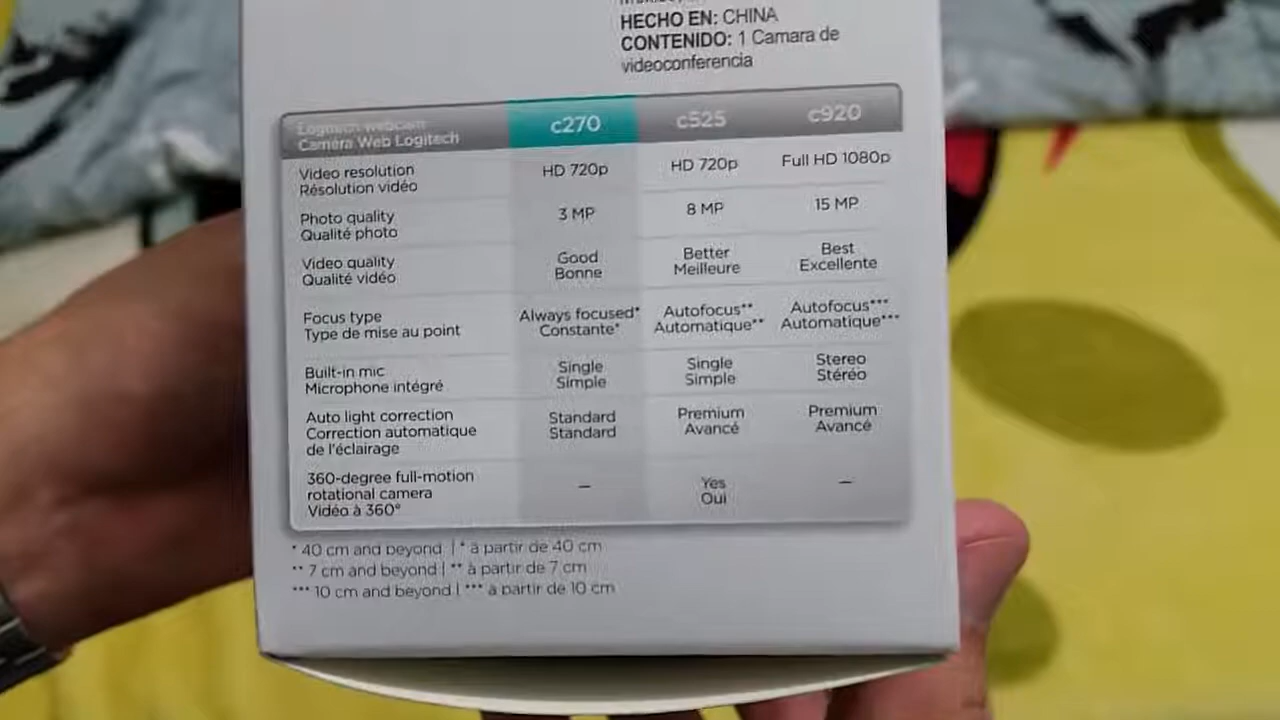 HECHO EN: CHINA
CONTENIDO: 1 Camara de
videoconferencia
Logitech webcam
Caméra Web Logitech
c270
c525
c920
Video resolution
Résolution vidéo
HD 720p
HD 720p
Full HD 1080p
Photo quality
Qualité photo
3 MP
8 MP
15 MP
Video quality
Qualité vidéo
Good
Bonne
Better
Meilleure
Best
Excellente
Focus type
Type de mise au point
Always focused*
Constante*
Autofocus**
Automatique**
Autofocus***
Automatique***
Built-in mic
Microphone intégré
Single
Simple
Single
Simple
Stereo
Stéréo
Auto light correction
Correction automatique
de l'éclairage
Standard
Standard
Premium
Avancé
Premium
Avancé
360-degree full-motion
rotational camera
Vidéo à 360°
–
Yes
Oui
–
* 40 cm and beyond | * à partir de 40 cm
** 7 cm and beyond | ** à partir de 7 cm
*** 10 cm and beyond | *** à partir de 10 cm